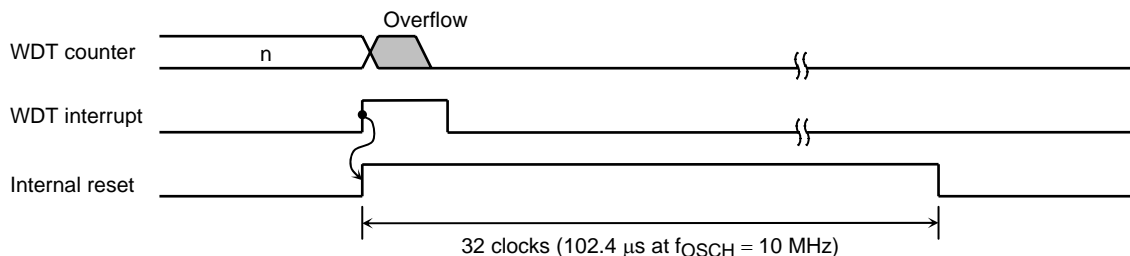 Overflow
WDT counter
n
WDT interrupt
Internal reset
32 clocks (102.4 μs at fOSCH = 10 MHz)